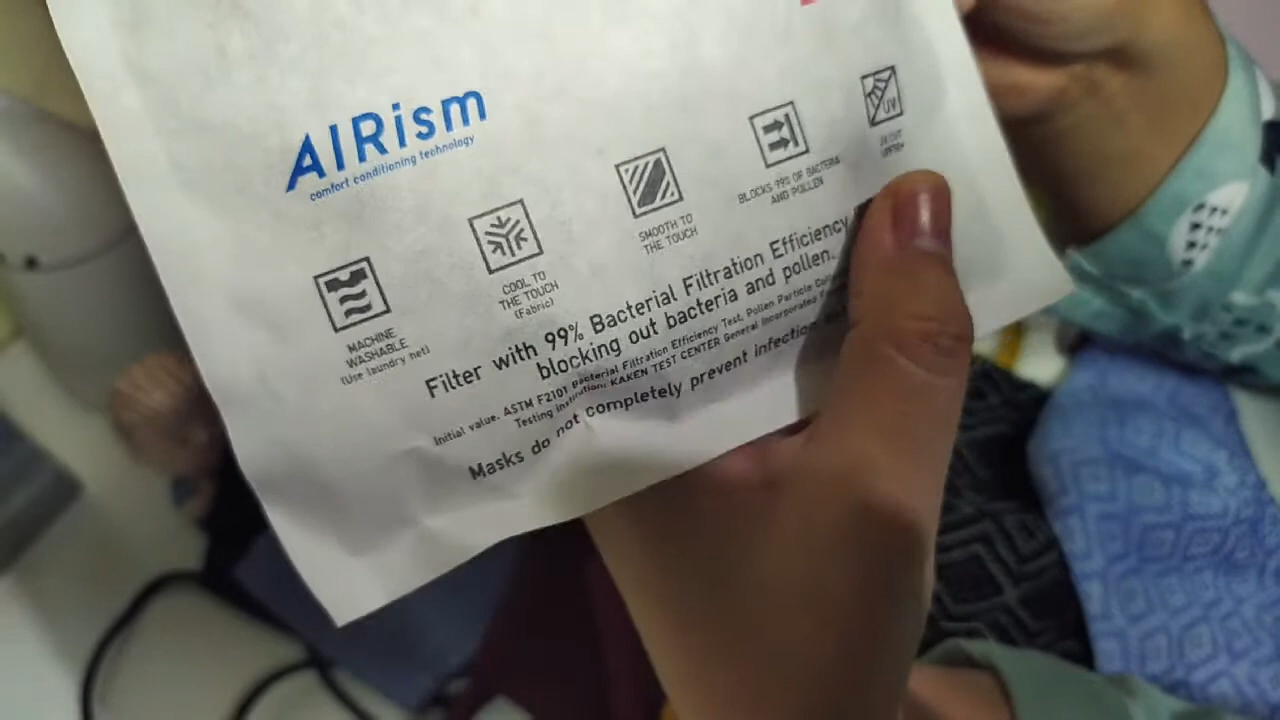 AIRism
comfort conditioning technology
MACHINE
WASHABLE
(Use laundry net)
COOL TO
THE TOUCH
(Fabric)
SMOOTH TO
THE TOUCH
BLOCKS 99% OF BACTERIA
AND POLLEN
UV
Filter with 99% Bacterial Filtration Efficiency
blocking out bacteria and pollen.
Initial value. ASTM F2101 Bacterial Filtration Efficiency Test, Pollen Particle
Testing Institution: KAKEN TEST CENTER General Incorporated
Masks do not completely prevent infection